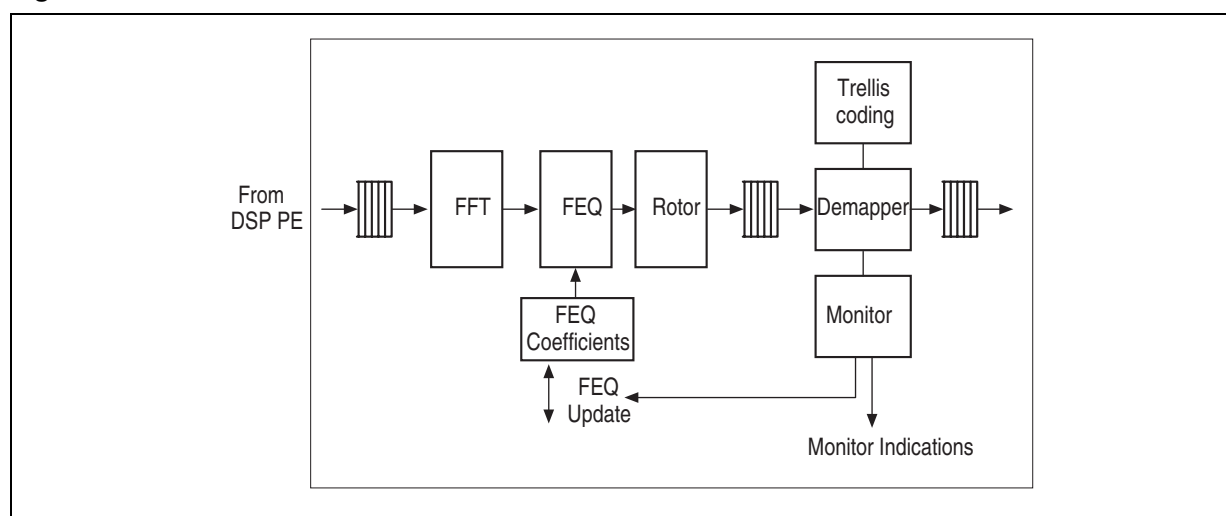 Trellis
coding
From
DSP PE
FFT
FEQ
Rotor
Demapper
FEQ
Coefficients
Monitor
FEQ
Update
Monitor Indications